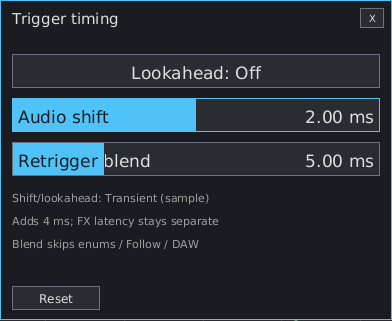 Trigger timing
X
Lookahead: Off
Audio shift 2.00 ms
Retrigger blend 5.00 ms
Shift/lookahead: Transient (sample)
Adds 4 ms; FX latency stays separate
Blend skips enums / Follow / DAW
Reset